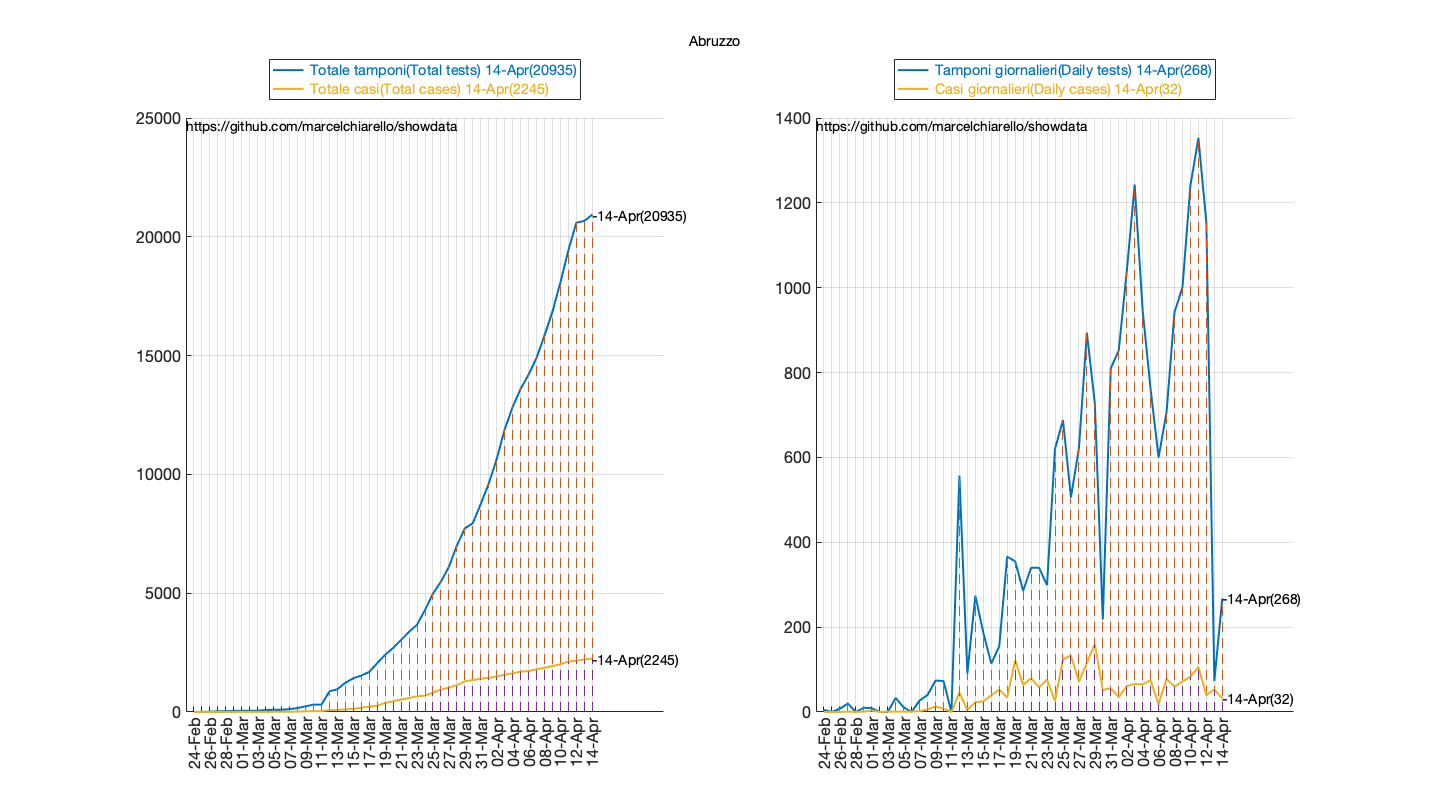 Abruzzo
Totale tamponi(Total tests) 14-Apr(20935)
Totale casi(Total cases) 14-Apr(2245)
https://github.com/marcelchiarello/showdata
25000
20000
15000
10000
5000
0
14-Apr(20935)
14-Apr(2245)
24-Feb
26-Feb
28-Feb
01-Mar
03-Mar
05-Mar
07-Mar
09-Mar
11-Mar
13-Mar
15-Mar
17-Mar
19-Mar
21-Mar
23-Mar
25-Mar
27-Mar
29-Mar
31-Mar
02-Apr
04-Apr
06-Apr
08-Apr
10-Apr
12-Apr
14-Apr
Tamponi giornalieri(Daily tests) 14-Apr(268)
Casi giornalieri(Daily cases) 14-Apr(32)
https://github.com/marcelchiarello/showdata
1400
1200
1000
800
600
400
200
0
14-Apr(268)
14-Apr(32)
24-Feb
26-Feb
28-Feb
01-Mar
03-Mar
05-Mar
07-Mar
09-Mar
11-Mar
13-Mar
15-Mar
17-Mar
19-Mar
21-Mar
23-Mar
25-Mar
27-Mar
29-Mar
31-Mar
02-Apr
04-Apr
06-Apr
08-Apr
10-Apr
12-Apr
14-Apr